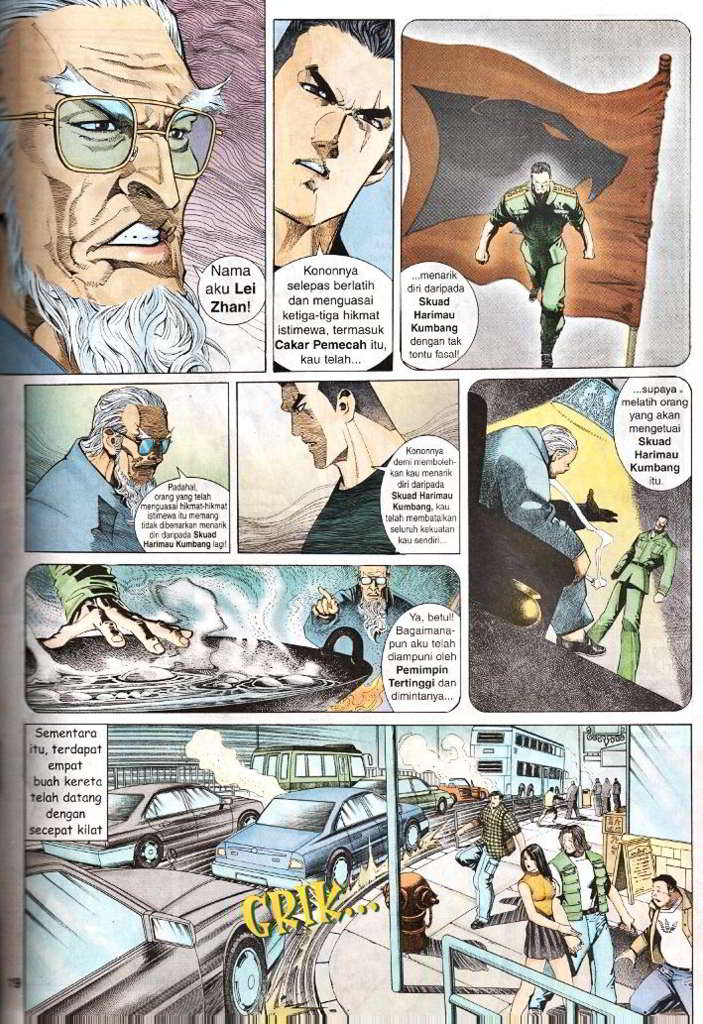 Nama
aku Lei
Zhan!
Kononnya
selepas berlatih
dan menguasai
ketiga-tiga hikmat
istimewa, termasuk
Cakar Pemecah itu,
kau telah...
...menarik
diri daripada
Skuad
Harimau
Kumbang
dengan tak
tentu fasal!
Padahal,
orang yang telah
menguasai hikmat-hikmat
istimewa itu memang
tidak dibenarkan menarik
diri daripada Skuad
Harimau Kumbang lagi!
Kononnya
demi memboleh-
kan kau menarik
diri daripada
Skuad Harimau
Kumbang, kau
telah membatalkan
seluruh kekuatan
kau sendiri...
...supaya
melatih orang
yang akan
mengetuai
Skuad
Harimau
Kumbang
itu.
Ya, betul!
Bagaimana-
pun aku telah
diampuni oleh
Pemimpin
Tertinggi dan
dimintanya...
Sementara
itu, terdapat
empat
buah kereta
telah datang
dengan
secepat kilat
GRIK...
19